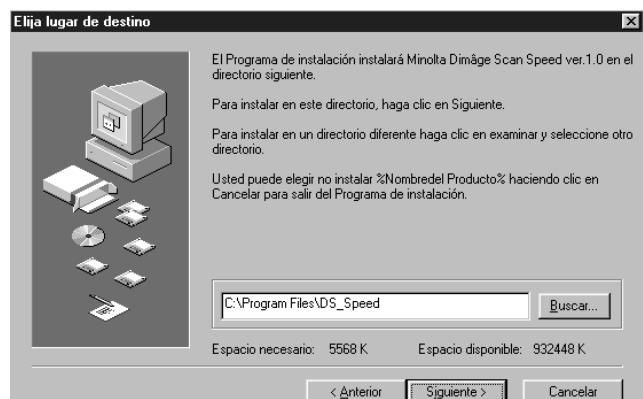 Elija lugar de destino
El Programa de instalación instalará Minolta Dimâge Scan Speed ver.1.0 en el
directorio siguiente.
Para instalar en este directorio, haga clic en Siguiente.
Para instalar en un directorio diferente haga clic en examinar y seleccione otro
directorio.
Usted puede elegir no instalar %Nombredel Producto% haciendo clic en
Cancelar para salir del Programa de instalación.
C:\Program Files\DS_Speed
Buscar...
Espacio necesario: 5568 K Espacio disponible: 932448 K
< Anterior Siguiente > Cancelar